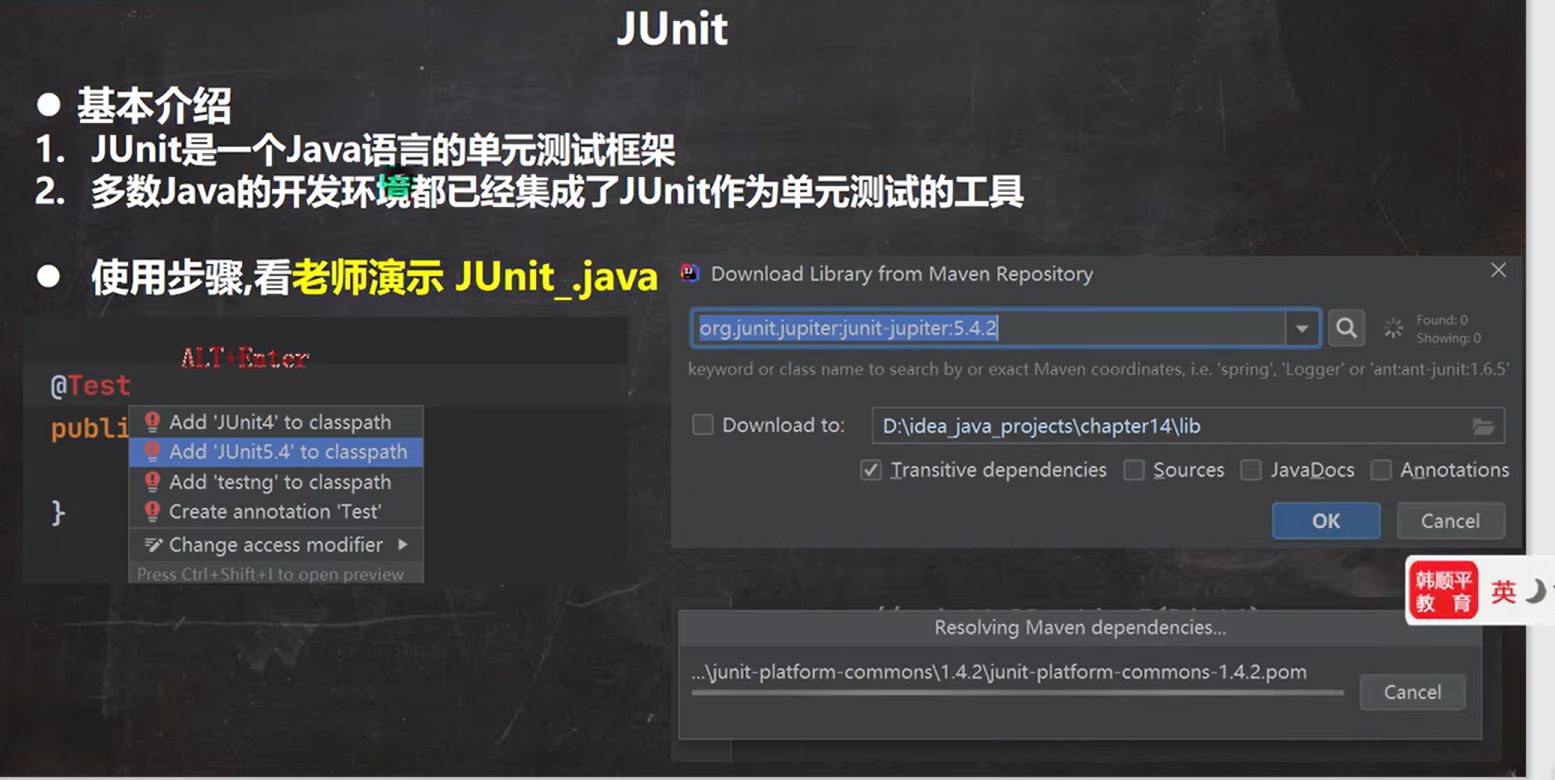 JUnit
● 基本介绍
1. JUnit是一个Java语言的单元测试框架
2. 多数Java的开发环境都已经集成了JUnit作为单元测试的工具
● 使用步骤,看老师演示 JUnit_.java
ALT+Enter
@Test
publi
}
Add 'JUnit4' to classpath
Add 'JUnit5.4' to classpath
Add 'testng' to classpath
Create annotation 'Test'
Change access modifier
Press Ctrl+Shift+I to open preview
Download Library from Maven Repository
org.junit.jupiter:junit-jupiter:5.4.2
Found: 0
Showing: 0
keyword or class name to search by or exact Maven coordinates, i.e. 'spring', 'Logger' or 'ant:ant-junit:1.6.5'
Download to: D:\idea_java_projects\chapter14\lib
Transitive dependencies Sources JavaDocs Annotations
OK Cancel
韩顺平
教 育
英
Resolving Maven dependencies...
...\junit-platform-commons\1.4.2\junit-platform-commons-1.4.2.pom
Cancel